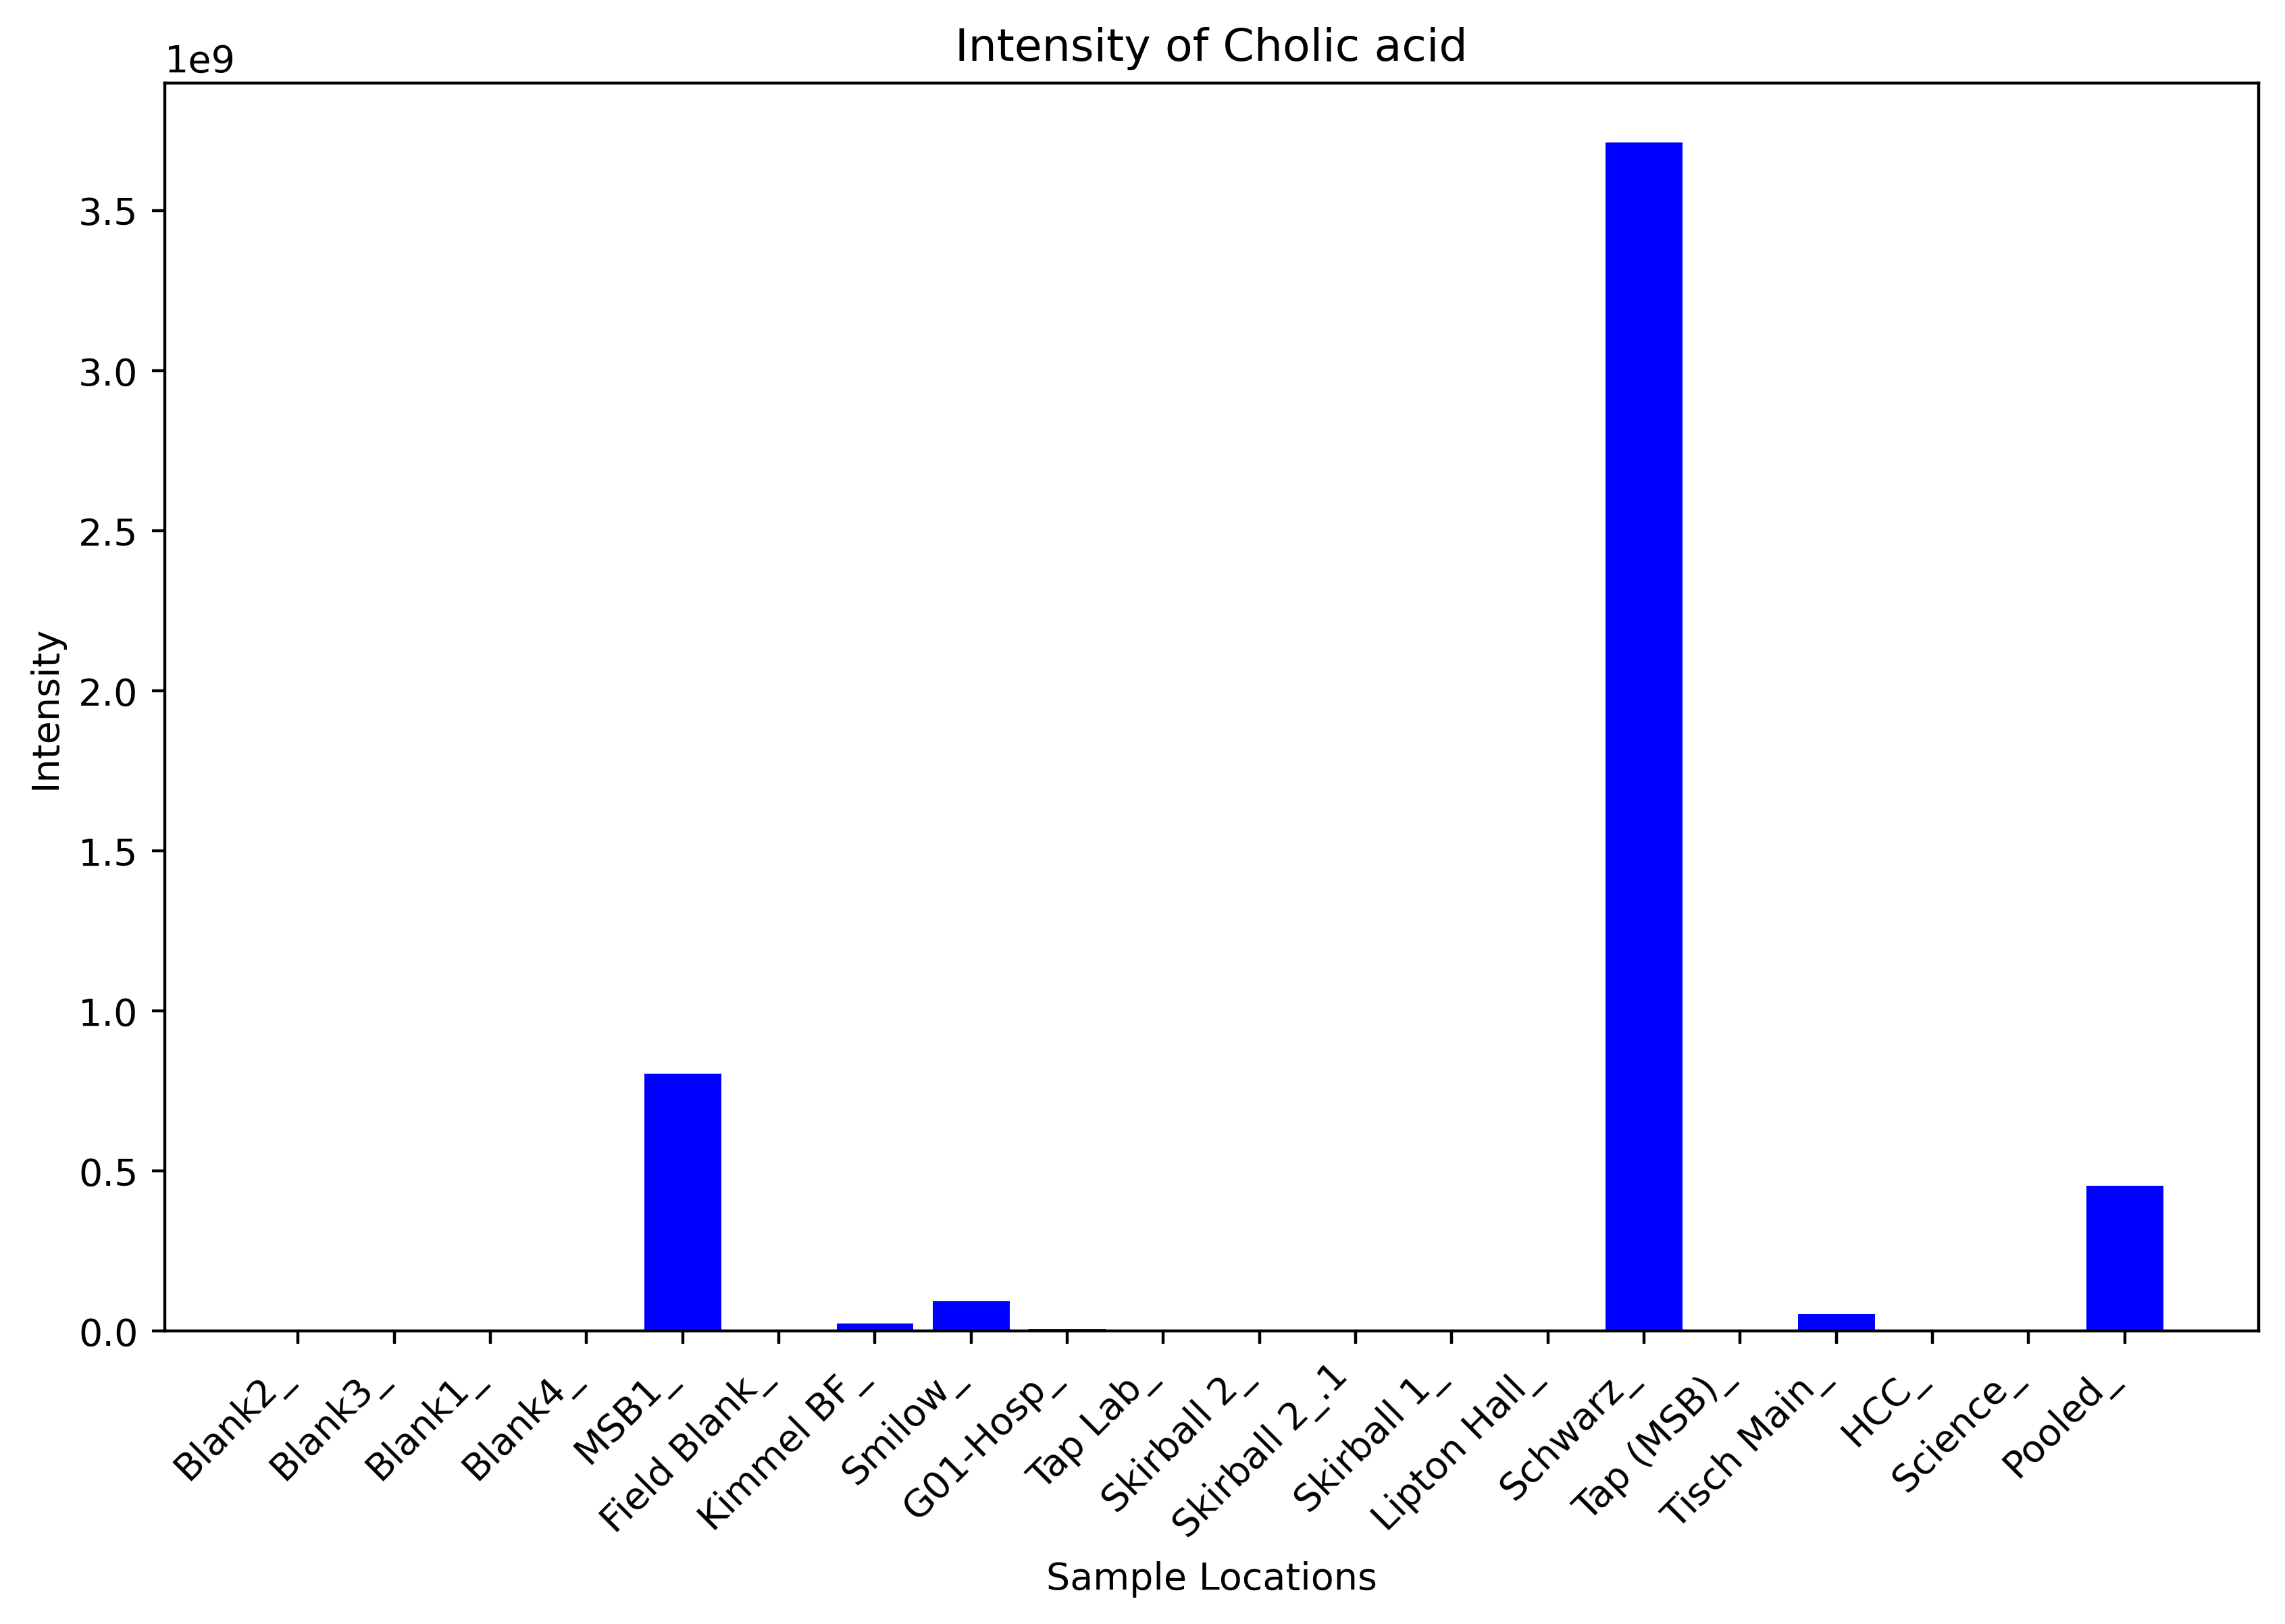 Intensity of Cholic acid
1e9
3.5
3.0
2.5
2.0
1.5
1.0
0.5
0.0
Intensity
Blank2_
Blank3_
Blank1_
Blank4_
MSB1_
Field Blank_
Kimmel BF_
Smilow_
G01-Hosp_
Tap Lab_
Skirball 2_
Skirball 2_.1
Skirball 1_
Lipton Hall_
Schwarz_
Tap (MSB)_
Tisch Main_
HCC_
Science_
Pooled_
Sample Locations